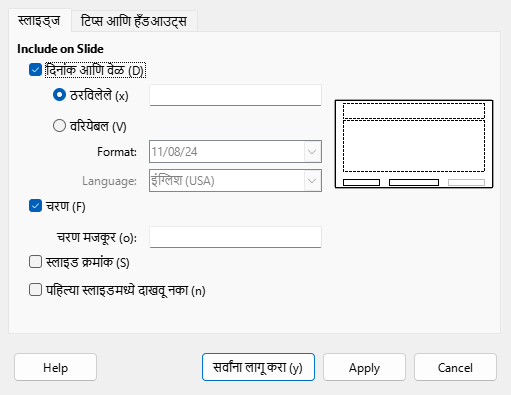 स्लाइड्ज
टिप्स आणि हँडआउट्स
Include on Slide
दिनांक आणि वेळ (D)
ठरविलेले (x)
वरियेबल (V)
Format: 11/08/24
Language: इंग्लिश (USA)
चरण (F)
चरण मजकूर (o):
स्लाइड क्रमांक (S)
पहिल्या स्लाइडमध्ये दाखवू नका (n)
Help
सर्वांना लागू करा (y)
Apply
Cancel